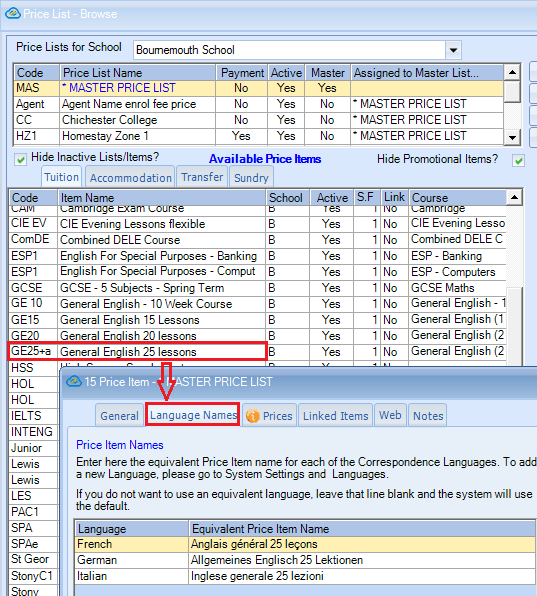 Price List - Browse
Price Lists for School Bournemouth School
Code Price List Name Payment Active Master Assigned to Master List...
MAS * MASTER PRICE LIST No Yes Yes
Agent Agent Name enrol fee price No Yes No * MASTER PRICE LIST
CC Chichester College No Yes No * MASTER PRICE LIST
HZ1 Homestay Zone 1 Yes Yes No * MASTER PRICE LIST
Hide Inactive Lists/Items? Available Price Items Hide Promotional Items?
Tuition Accommodation Transfer Sundry
Code Item Name School Active S.F Link Course
CAM Cambridge Exam Course B Yes 1 No Cambridge
CIE EV CIE Evening Lessons flexible B Yes 1 No CIE Evening Lesso
ComDE Combined DELE Course B Yes 1 No Combined DELE C
ESP1 English For Special Purposes - Banking B Yes 1 No ESP - Banking
ESP1 English For Special Purposes - Comput B Yes 1 No ESP - Computers
GCSE GCSE - 5 Subjects - Spring Term B Yes 1 No GCSE Maths
GE 10 General English - 10 Week Course B Yes 1 No General English - 1
GE15 General English 15 Lessons B Yes 1 No General English (1
GE20 General English 20 lessons B Yes 1 No General English (2
GE25+a General English 25 lessons B Yes 1 No General English (2
HSS
HOL
HOL
IELTS
INTENG
Junior
Lewis
Lewis
LES
PAC1
SPA
SPAe
St Geor
StonyC1
Stony
15 Price Item - MASTER PRICE LIST
General Language Names Prices Linked Items Web Notes
Price Item Names
Enter here the equivalent Price Item name for each of the Correspondence Languages. To add
a new Language, please go to System Settings and Languages.
If you do not want to use an equivalent language, leave that line blank and the system will use
the default.
Language Equivalent Price Item Name
French Anglais général 25 leçons
German Allgemeines Englisch 25 Lektionen
Italian Inglese generale 25 lezioni